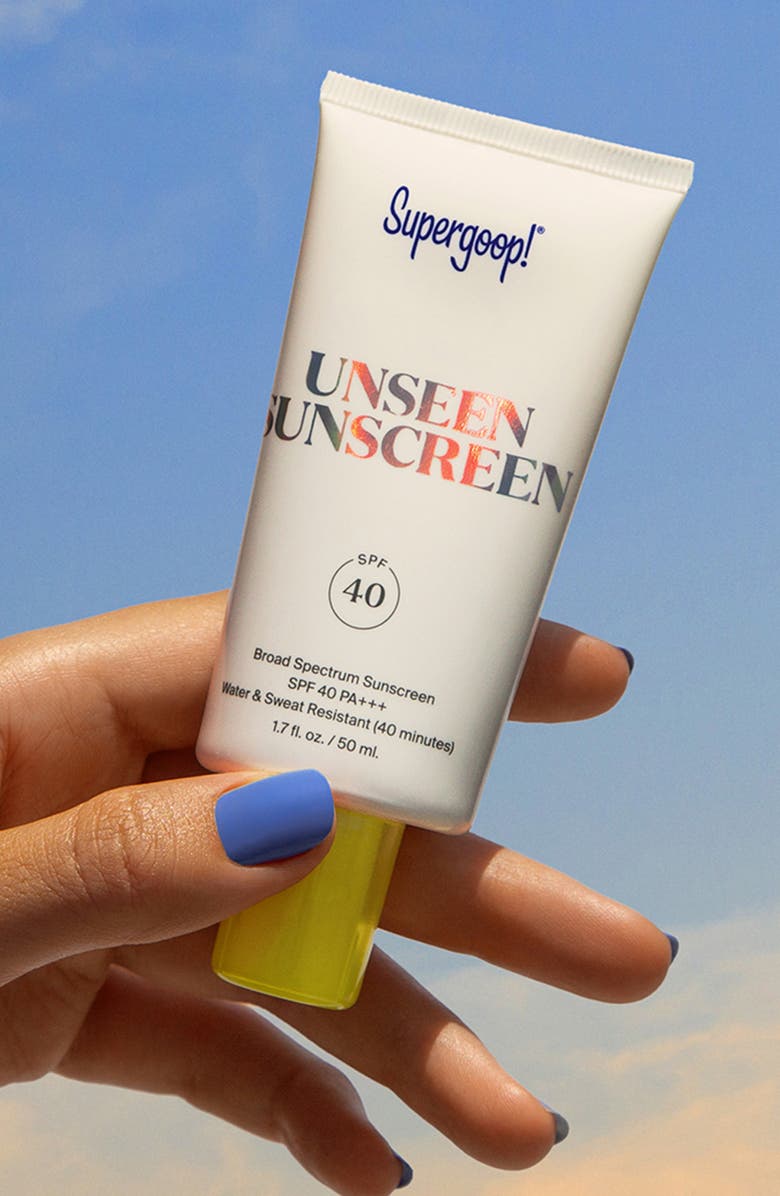 Supergoop!®
UNSEEN
SUNSCREEN
SPF
40
Broad Spectrum Sunscreen
SPF 40 PA+++
Water & Sweat Resistant (40 minutes)
1.7 fl. oz. / 50 ml.